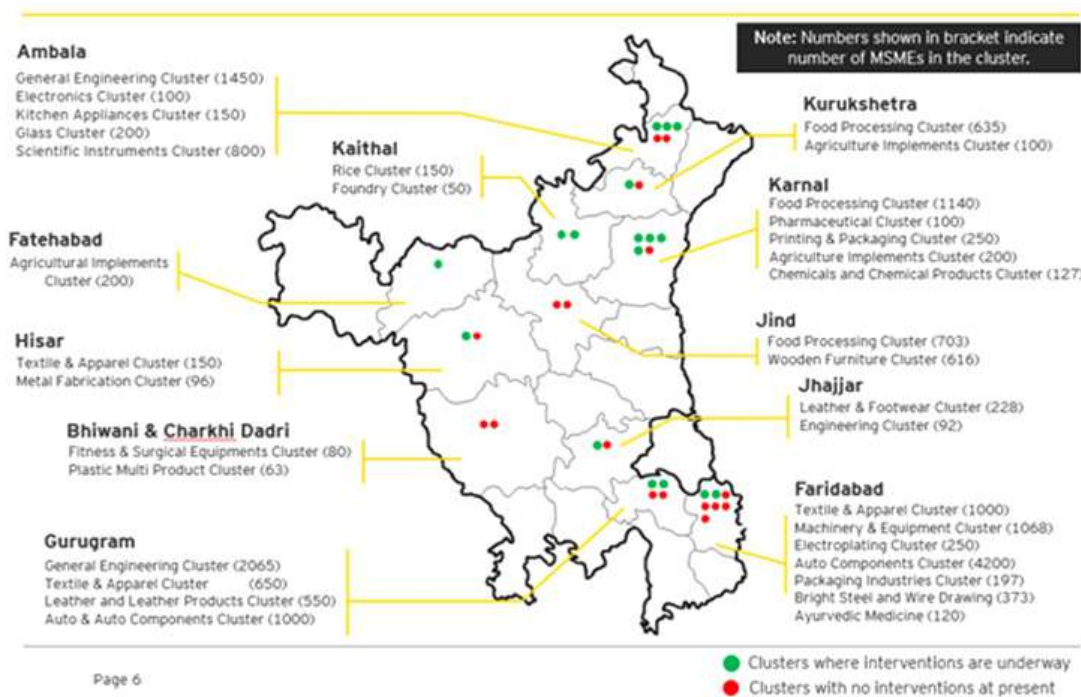 Note: Numbers shown in bracket indicate
number of MSMEs in the cluster.
Ambala
General Engineering Cluster (1450)
Electronics Cluster (100)
Kitchen Appliances Cluster (150)
Glass Cluster (200)
Scientific Instruments Cluster (800)
Kurukshetra
Food Processing Cluster (635)
Agriculture Implements Cluster (100)
Kaithal
Rice Cluster (150)
Foundry Cluster (50)
Karnal
Food Processing Cluster (1140)
Pharmaceutical Cluster (100)
Printing & Packaging Cluster (250)
Agriculture Implements Cluster (200)
Chemicals and Chemical Products Cluster (127
Fatehabad
Agricultural Implements
Cluster (200)
Jind
Food Processing Cluster (703)
Wooden Furniture Cluster (616)
Hisar
Textile & Apparel Cluster (150)
Metal Fabrication Cluster (96)
Jhajjar
Leather & Footwear Cluster (228)
Engineering Cluster (92)
Bhiwani & Charkhi Dadri
Fitness & Surgical Equipments Cluster (80)
Plastic Multi Product Cluster (63)
Faridabad
Textile & Apparel Cluster (1000)
Machinery & Equipment Cluster (1068)
Electroplating Cluster (250)
Auto Components Cluster (4200)
Packaging Industries Cluster (197)
Bright Steel and Wire Drawing (373)
Ayurvedic Medicine (120)
Gurugram
General Engineering Cluster (2065)
Textile & Apparel Cluster (650)
Leather and Leather Products Cluster (550)
Auto & Auto Components Cluster (1000)
Page 6
Clusters where interventions are underway
Clusters with no interventions at present